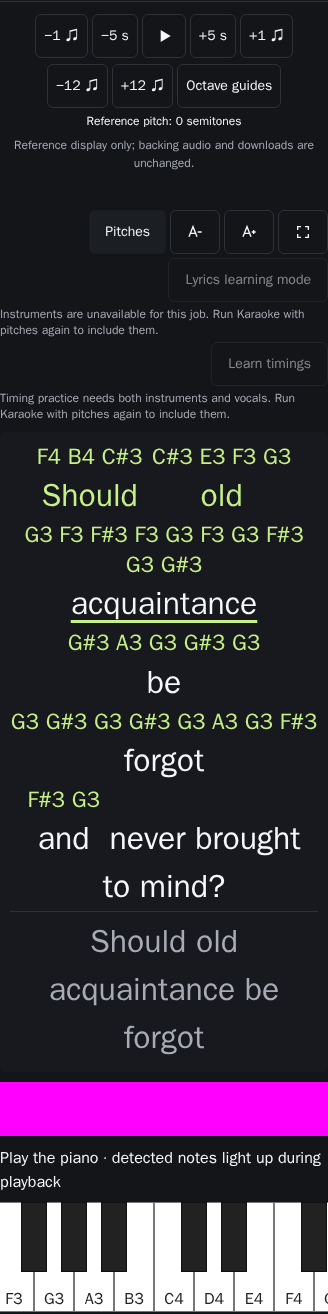 −1 ♫ −5 s ▶ +5 s +1 ♫
−12 ♫ +12 ♫ Octave guides
Reference pitch: 0 semitones
Reference display only; backing audio and downloads are
unchanged.
Pitches A- A+
Lyrics learning mode
Instruments are unavailable for this job. Run Karaoke with
pitches again to include them.
Learn timings
Timing practice needs both instruments and vocals. Run
Karaoke with pitches again to include them.
F4 B4 C#3 C#3 E3 F3 G3
Should old
G3 F3 F#3 F3 G3 F3 G3 F#3
G3 G#3
acquaintance
G#3 A3 G3 G#3 G3
be
G3 G#3 G3 G#3 G3 A3 G3 F#3
forgot
F#3 G3
and never brought
to mind?
Should old
acquaintance be
forgot
Play the piano · detected notes light up during
playback
F3 G3 A3 B3 C4 D4 E4 F4